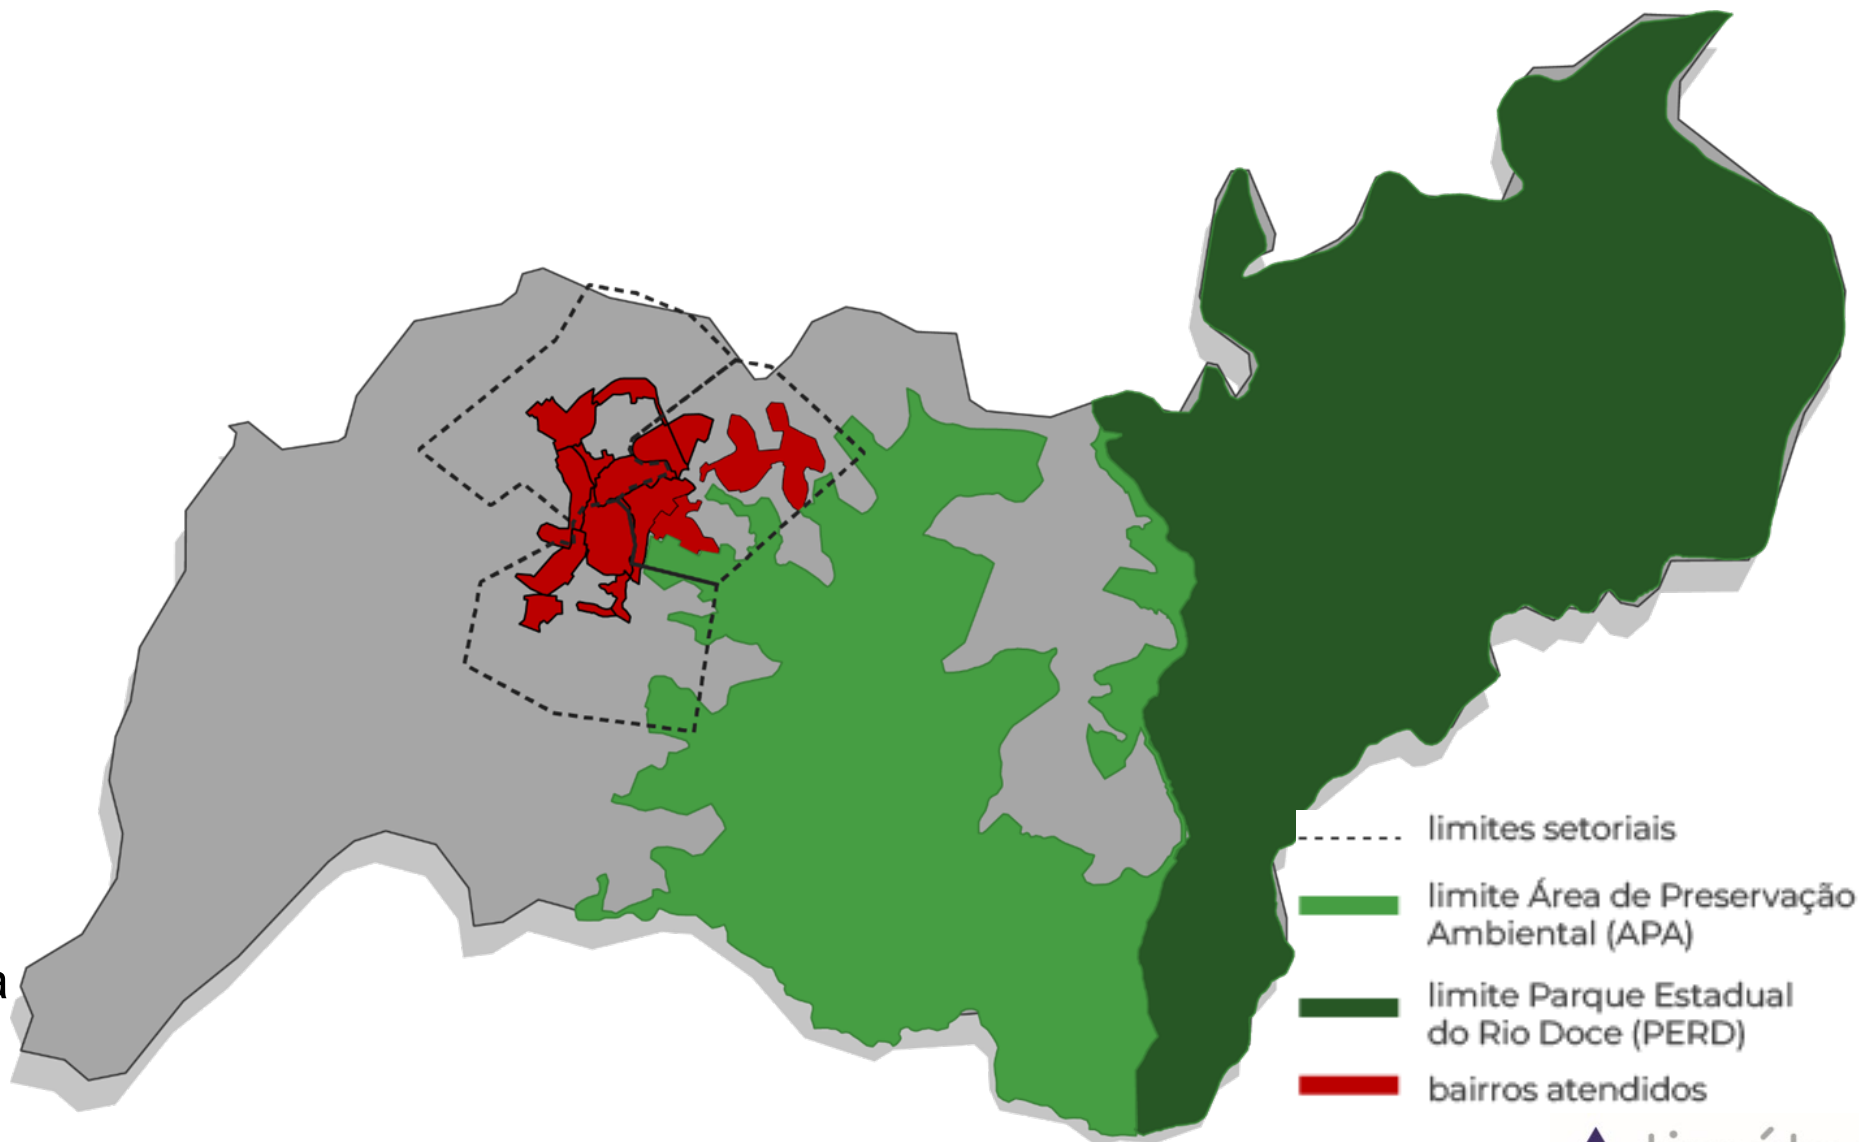 a
limites setoriais
limite Área de Preservação
Ambiental (APA)
limite Parque Estadual
do Rio Doce (PERD)
bairros atendidos